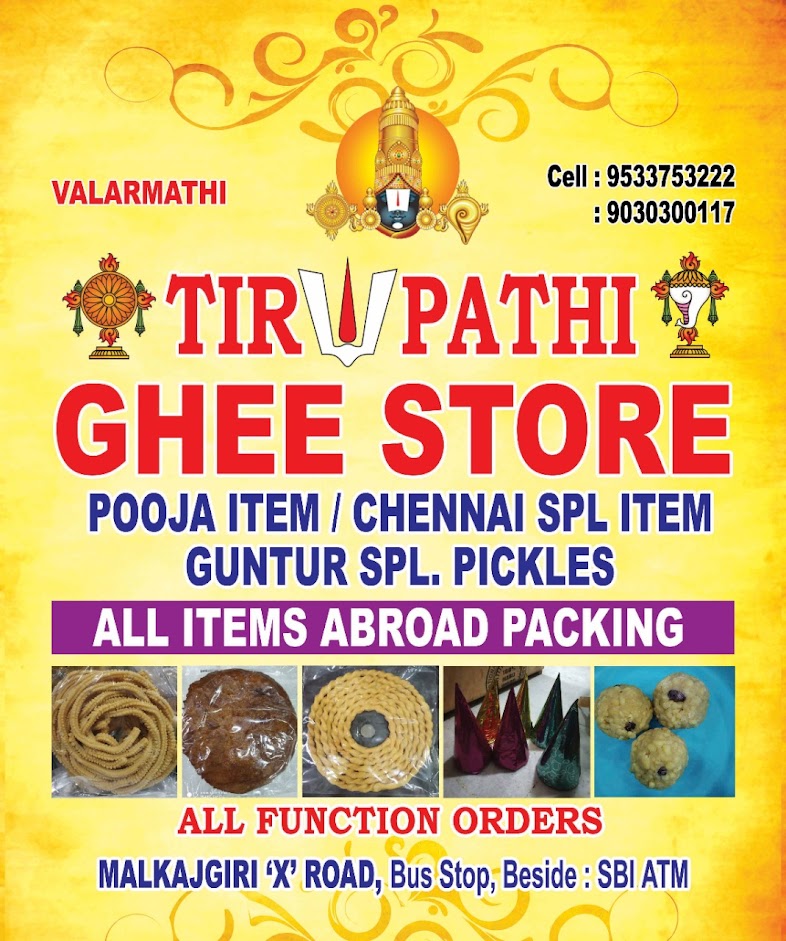 VALARMATHI
Cell : 9533753222
: 9030300117
TIRUPATHI
GHEE STORE
POOJA ITEM / CHENNAI SPL ITEM
GUNTUR SPL. PICKLES
ALL ITEMS ABROAD PACKING
ALL FUNCTION ORDERS
MALKAJGIRI ‘X’ ROAD, Bus Stop, Beside : SBI ATM